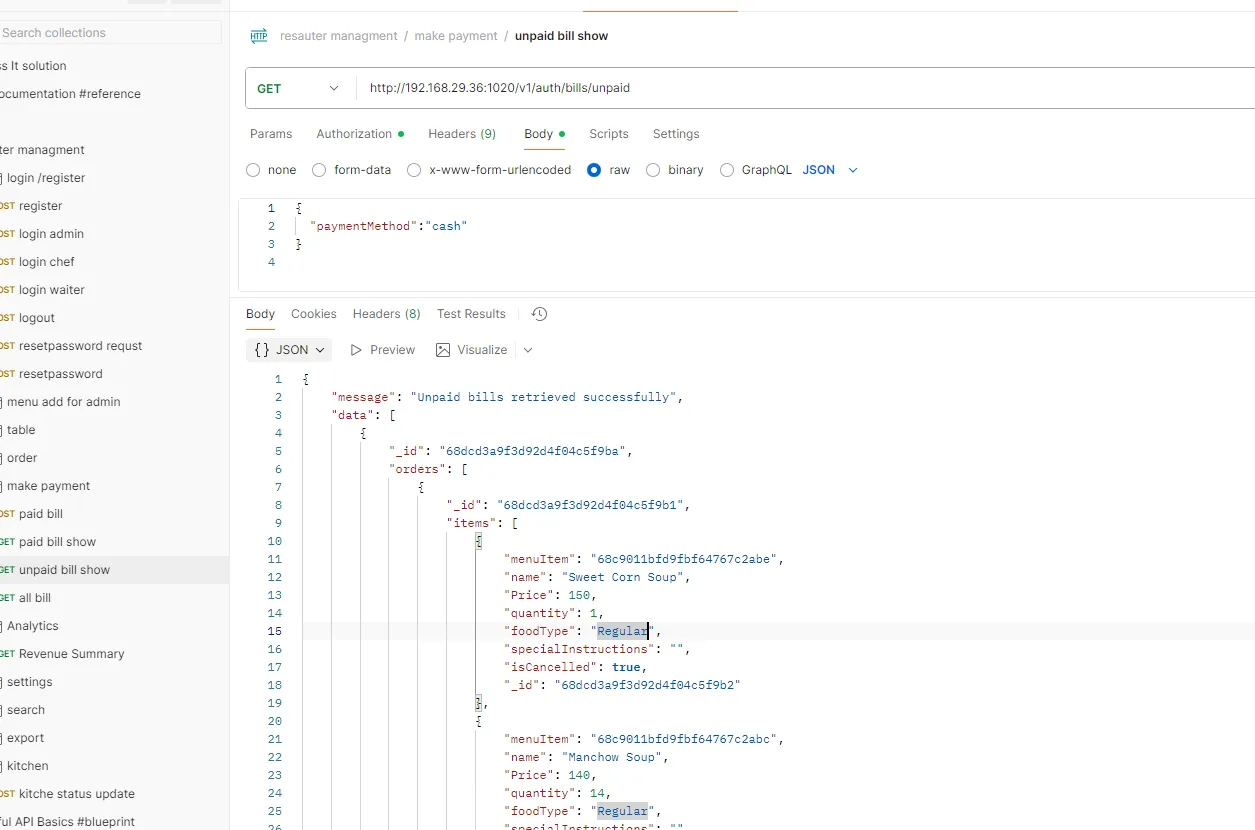 Search collections
s It solution
ocumentation #reference
ter managment
login /register
OST register
OST login admin
OST login chef
OST login waiter
OST logout
OST resetpassword requst
OST resetpassword
menu add for admin
table
order
make payment
OST paid bill
GET paid bill show
GET unpaid bill show
GET all bill
Analytics
GET Revenue Summary
settings
search
export
kitchen
OST kitche status update
ful API Basics #blueprint
HTTP resauter managment / make payment / unpaid bill show
GET http://192.168.29.36:1020/v1/auth/bills/unpaid
Params Authorization Headers (9) Body Scripts Settings
none form-data x-www-form-urlencoded raw binary GraphQL JSON
1 {
2 "paymentMethod":"cash"
3 }
4
Body Cookies Headers (8) Test Results
{} JSON Preview Visualize
1 {
2 "message": "Unpaid bills retrieved successfully",
3 "data": [
4 {
5 "_id": "68dcd3a9f3d92d4f04c5f9ba",
6 "orders": [
7 {
8 "_id": "68dcd3a9f3d92d4f04c5f9b1",
9 "items": [
10 {
11 "menuItem": "68c9011bfd9fbf64767c2abe",
12 "name": "Sweet Corn Soup",
13 "Price": 150,
14 "quantity": 1,
15 "foodType": "Regular",
16 "specialInstructions": "",
17 "isCancelled": true,
18 "_id": "68dcd3a9f3d92d4f04c5f9b2"
19 },
20 {
21 "menuItem": "68c9011bfd9fbf64767c2abc",
22 "name": "Manchow Soup",
23 "Price": 140,
24 "quantity": 14,
25 "foodType": "Regular",
26 "specialInstructions": ""